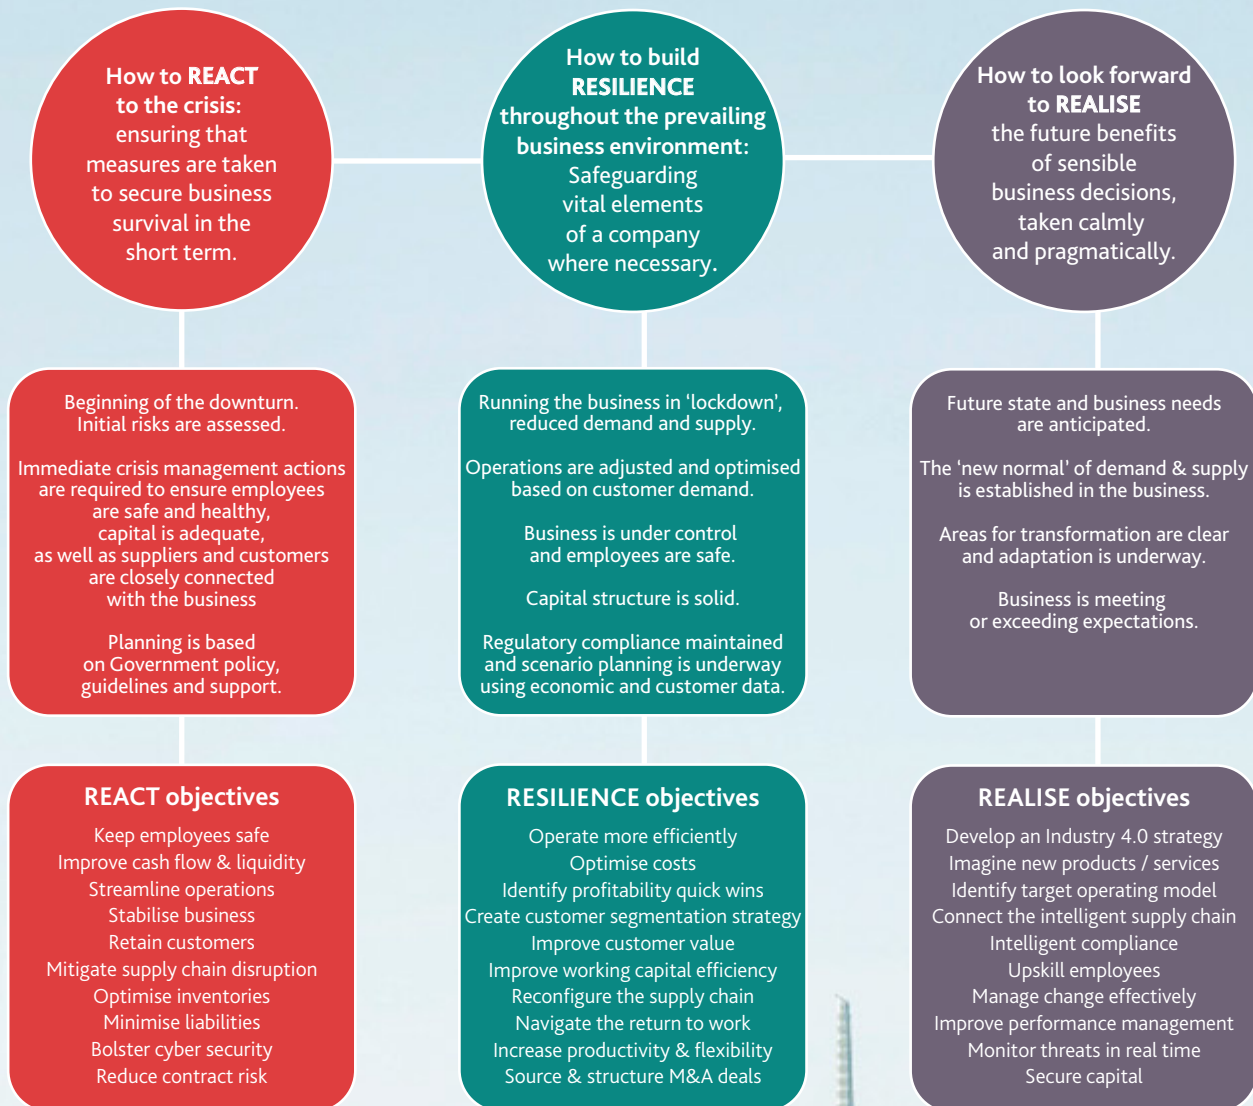 How to REACT
to the crisis:
ensuring that
measures are taken
to secure business
survival in the
short term.
How to build
RESILIENCE
throughout the prevailing
business environment:
Safeguarding
vital elements
of a company
where necessary.
How to look forward
to REALISE
the future benefits
of sensible
business decisions,
taken calmly
and pragmatically.
Beginning of the downturn.
Initial risks are assessed.
Immediate crisis management actions
are required to ensure employees
are safe and healthy,
capital is adequate,
as well as suppliers and customers
are closely connected
with the business
Planning is based
on Government policy,
guidelines and support.
Running the business in ‘lockdown’,
reduced demand and supply.
Operations are adjusted and optimised
based on customer demand.
Business is under control
and employees are safe.
Capital structure is solid.
Regulatory compliance maintained
and scenario planning is underway
using economic and customer data.
Future state and business needs
are anticipated.
The ‘new normal’ of demand & supply
is established in the business.
Areas for transformation are clear
and adaptation is underway.
Business is meeting
or exceeding expectations.
REACT objectives
Keep employees safe
Improve cash flow & liquidity
Streamline operations
Stabilise business
Retain customers
Mitigate supply chain disruption
Optimise inventories
Minimise liabilities
Bolster cyber security
Reduce contract risk
RESILIENCE objectives
Operate more efficiently
Optimise costs
Identify profitability quick wins
Create customer segmentation strategy
Improve customer value
Improve working capital efficiency
Reconfigure the supply chain
Navigate the return to work
Increase productivity & flexibility
Source & structure M&A deals
REALISE objectives
Develop an Industry 4.0 strategy
Imagine new products / services
Identify target operating model
Connect the intelligent supply chain
Intelligent compliance
Upskill employees
Manage change effectively
Improve performance management
Monitor threats in real time
Secure capital